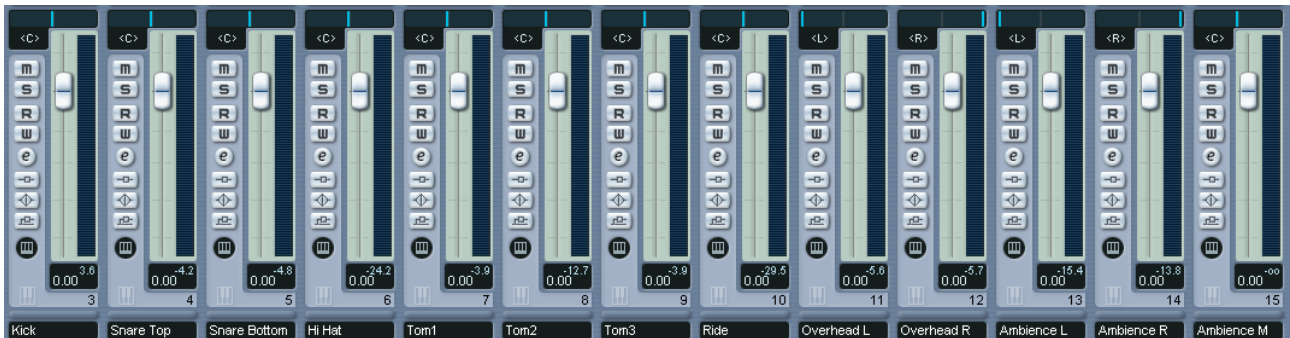 <C> <C> <C> <C> <C> <C> <C> <C> <L> <R> <L> <R> <C>
m m m m m m m m m m m m m
S S S S S S S S S S S S S
R R R R R R R R R R R R R
W W W W W W W W W W W W W
e e e e e e e e e e e e e
3.6 -4.2 -4.8 -24.2 -3.9 -12.7 -3.9 -29.5 -5.6 -5.7 -15.4 -13.8 -oo
0.00 0.00 0.00 0.00 0.00 0.00 0.00 0.00 0.00 0.00 0.00 0.00 0.00
3 4 5 6 7 8 9 10 11 12 13 14 15
Kick Snare Top Snare Bottom Hi Hat Tom1 Tom2 Tom3 Ride Overhead L Overhead R Ambience L Ambience R Ambience M